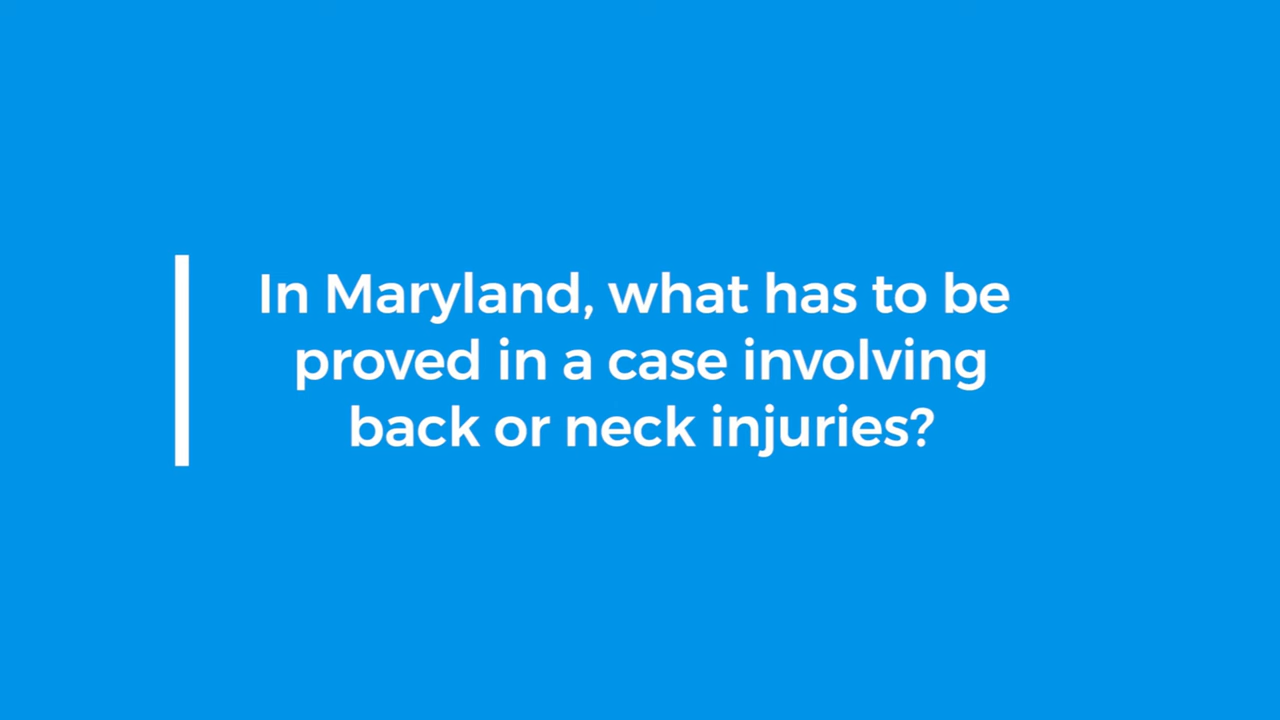 In Maryland, what has to be
proved in a case involving
back or neck injuries?